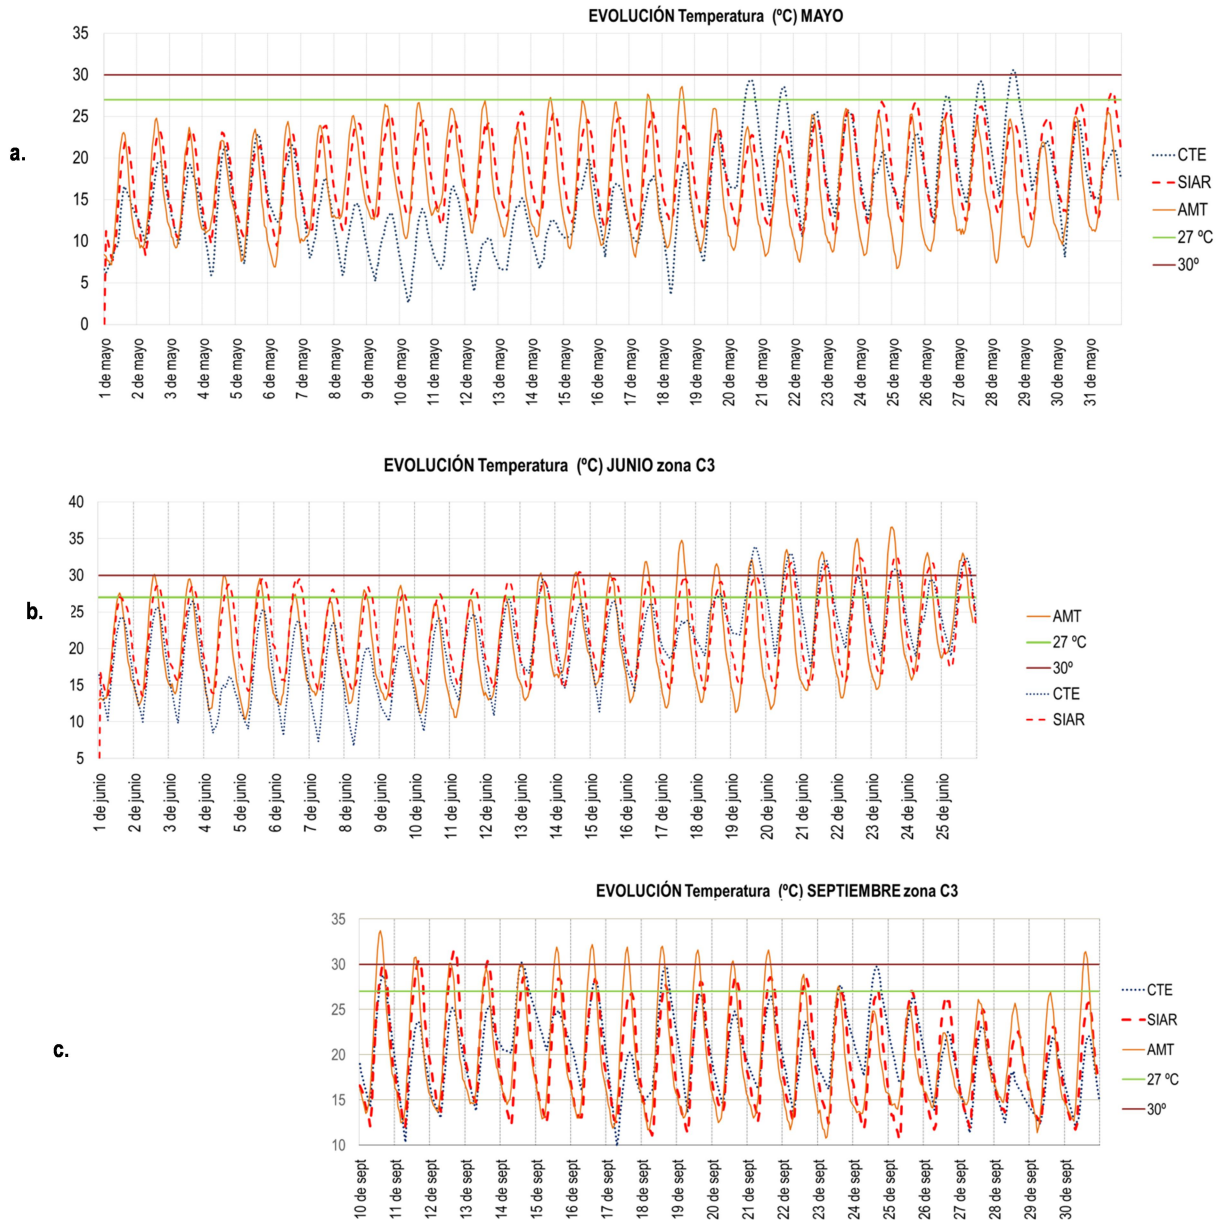 EVOLUCIÓN Temperatura (ºC) MAYO
a.
35
30
25
20
15
10
5
0
1 de mayo
2 de mayo
3 de mayo
4 de mayo
5 de mayo
6 de mayo
7 de mayo
8 de mayo
9 de mayo
10 de mayo
11 de mayo
12 de mayo
13 de mayo
14 de mayo
15 de mayo
16 de mayo
17 de mayo
18 de mayo
19 de mayo
20 de mayo
21 de mayo
22 de mayo
23 de mayo
24 de mayo
25 de mayo
26 de mayo
27 de mayo
28 de mayo
29 de mayo
30 de mayo
31 de mayo
CTE
SIAR
AMT
27 ºC
30º
EVOLUCIÓN Temperatura (ºC) JUNIO zona C3
b.
40
35
30
25
20
15
10
5
1 de junio
2 de junio
3 de junio
4 de junio
5 de junio
6 de junio
7 de junio
8 de junio
9 de junio
10 de junio
11 de junio
12 de junio
13 de junio
14 de junio
15 de junio
16 de junio
17 de junio
18 de junio
19 de junio
20 de junio
21 de junio
22 de junio
23 de junio
24 de junio
25 de junio
AMT
27 ºC
30º
CTE
SIAR
EVOLUCIÓN Temperatura (ºC) SEPTIEMBRE zona C3
c.
35
30
25
20
15
10
10 de sept
11 de sept
12 de sept
13 de sept
14 de sept
15 de sept
16 de sept
17 de sept
18 de sept
19 de sept
20 de sept
21 de sept
22 de sept
23 de sept
24 de sept
25 de sept
26 de sept
27 de sept
28 de sept
29 de sept
30 de sept
CTE
SIAR
AMT
27 ºC
30º